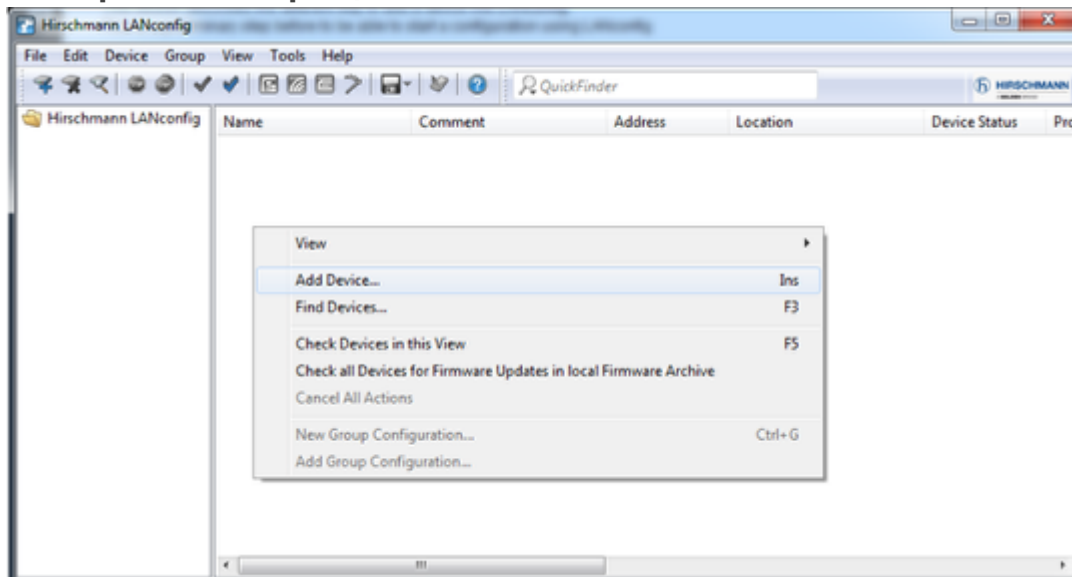 Hirschmann LANconfig
File Edit Device Group View Tools Help
QuickFinder
HIRSCHMANN
Hirschmann LANconfig
Name Comment Address Location Device Status
View
Add Device... Ins
Find Devices... F3
Check Devices in this View F5
Check all Devices for Firmware Updates in local Firmware Archive
Cancel All Actions
New Group Configuration... Ctrl+G
Add Group Configuration...